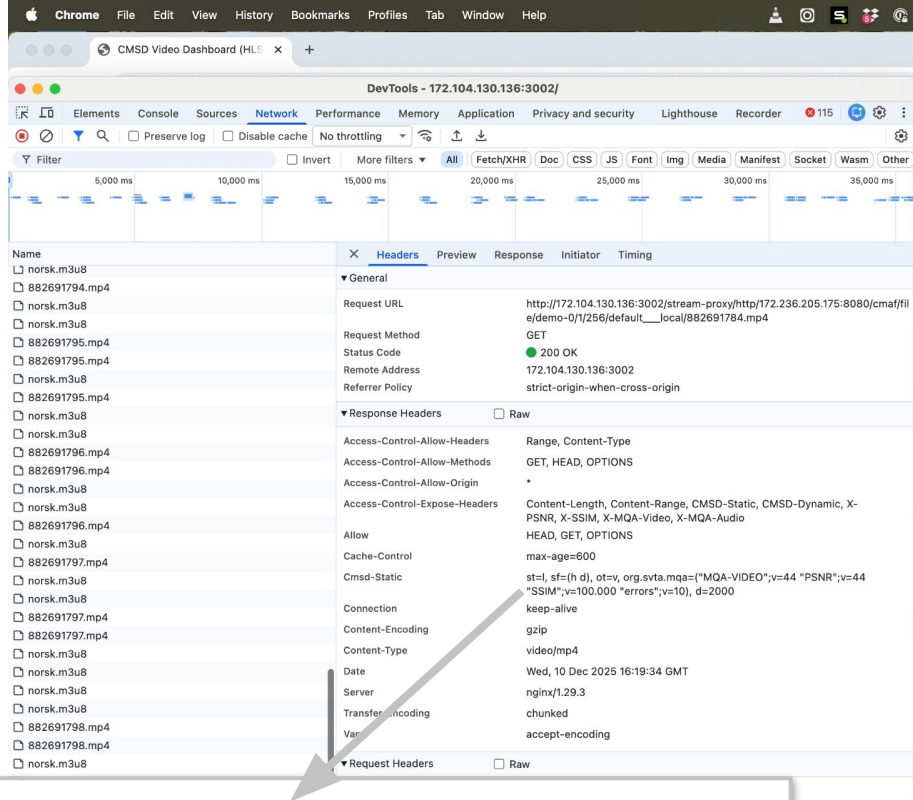 Chrome File Edit View History Bookmarks Profiles Tab Window Help
CMSD Video Dashboard (HLS
DevTools - 172.104.130.136:3002/
Elements Console Sources Network Performance Memory Application Privacy and security Lighthouse Recorder 115
Preserve log Disable cache No throttling
Filter Invert More filters All Fetch/XHR Doc CSS JS Font Img Media Manifest Socket Wasm Other
5,000 ms 10,000 ms 15,000 ms 20,000 ms 25,000 ms 30,000 ms 35,000 ms
Name
norsk.m3u8
882691794.mp4
norsk.m3u8
norsk.m3u8
882691795.mp4
882691795.mp4
norsk.m3u8
882691795.mp4
norsk.m3u8
norsk.m3u8
882691796.mp4
882691796.mp4
norsk.m3u8
norsk.m3u8
882691796.mp4
norsk.m3u8
882691797.mp4
norsk.m3u8
norsk.m3u8
882691797.mp4
882691797.mp4
norsk.m3u8
norsk.m3u8
norsk.m3u8
norsk.m3u8
882691798.mp4
882691798.mp4
norsk.m3u8
Headers Preview Response Initiator Timing
General
Request URL http://172.104.130.136:3002/stream-proxy/http/172.236.205.175:8080/cmaf/fil
e/demo-0/1/256/default___local/882691784.mp4
Request Method GET
Status Code 200 OK
Remote Address 172.104.130.136:3002
Referrer Policy strict-origin-when-cross-origin
Response Headers Raw
Access-Control-Allow-Headers Range, Content-Type
Access-Control-Allow-Methods GET, HEAD, OPTIONS
Access-Control-Allow-Origin *
Access-Control-Expose-Headers Content-Length, Content-Range, CMSD-Static, CMSD-Dynamic, X-
PSNR, X-SSIM, X-MQA-Video, X-MQA-Audio
Allow HEAD, GET, OPTIONS
Cache-Control max-age=600
Cmsd-Static st=l, sf=(h d), ot=v, org.svta.mqa=("MQA-VIDEO";v=44 "PSNR";v=44
"SSIM";v=100.000 "errors";v=10), d=2000
Connection keep-alive
Content-Encoding gzip
Content-Type video/mp4
Date Wed, 10 Dec 2025 16:19:34 GMT
Server nginx/1.29.3
Transfer-Encoding chunked
accept-encoding
Request Headers Raw